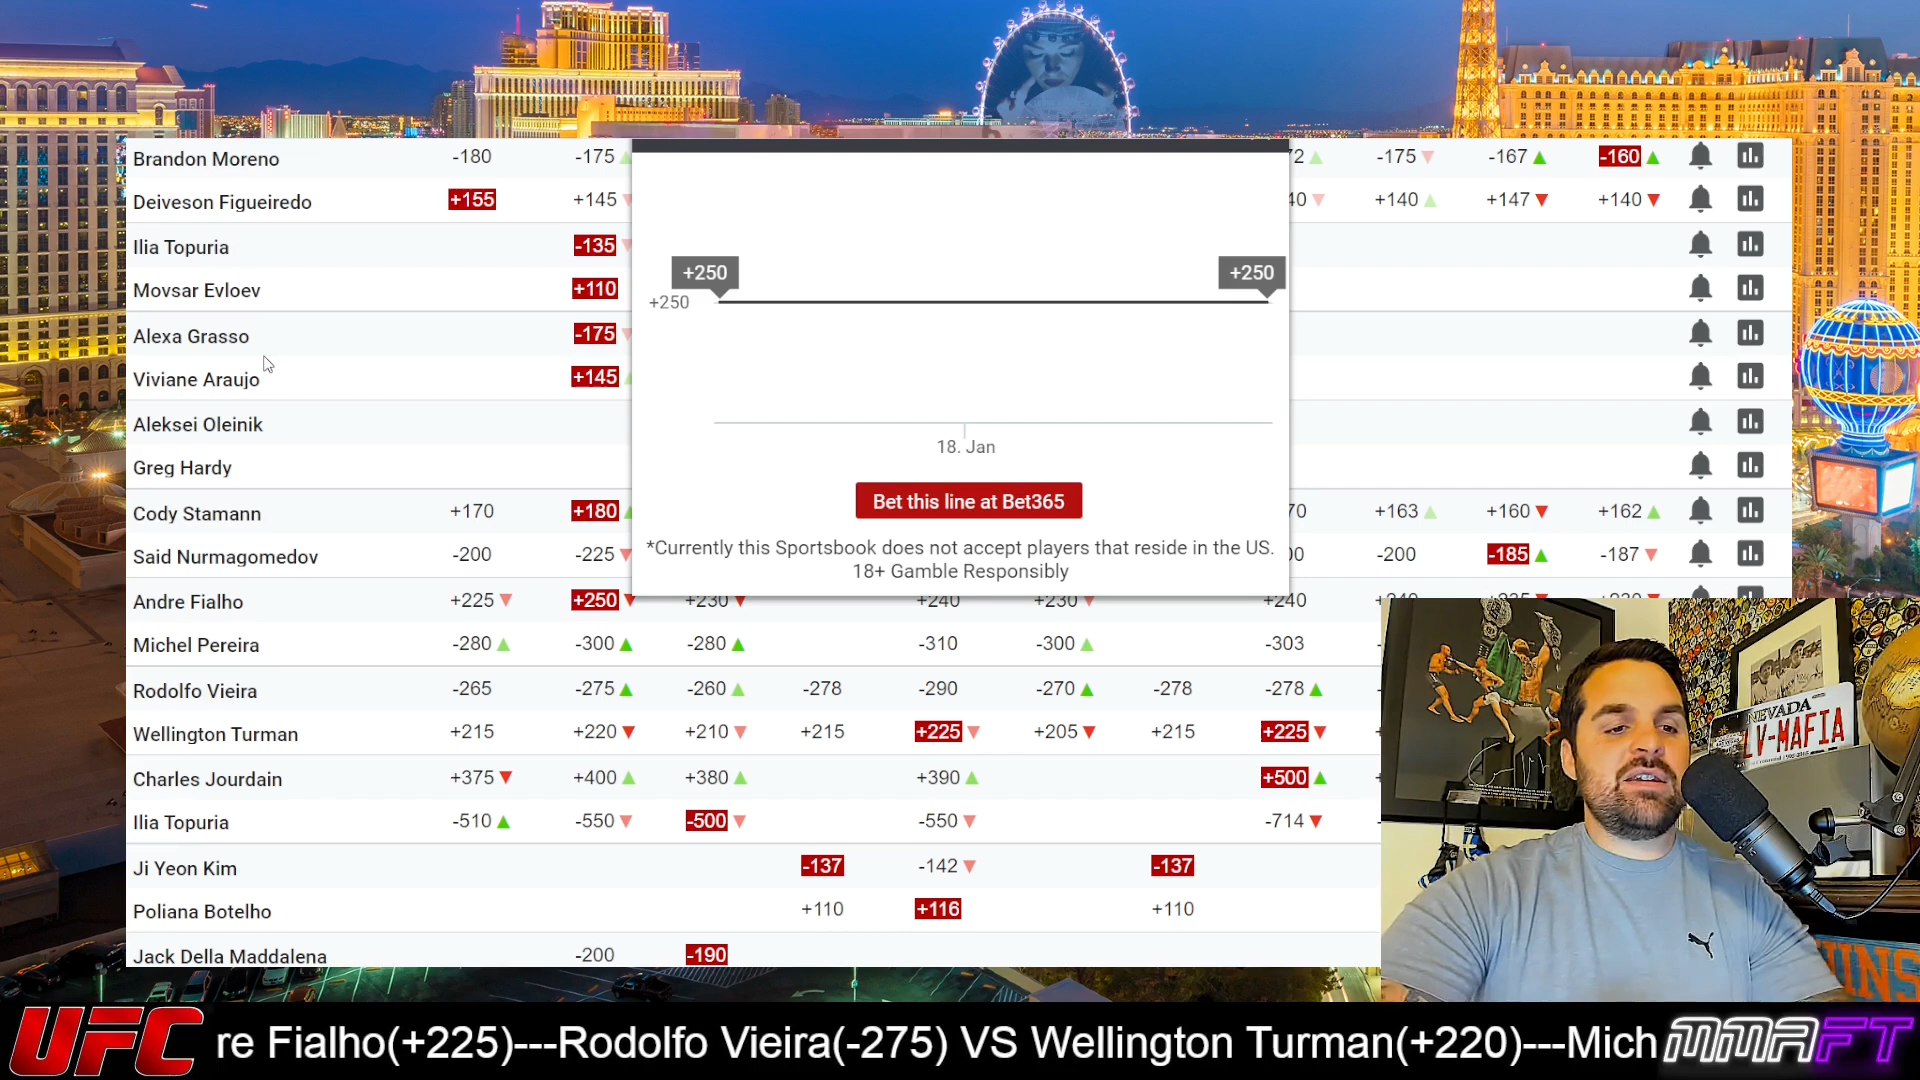 Brandon Moreno -180 -175 72 -175 -167 -160
Deiveson Figueiredo +155 +145 40 +140 +147 +140
Ilia Topuria -135
+250 +250
Movsar Evloev +110
+250
Alexa Grasso -175
Viviane Araujo +145
Aleksei Oleinik
18. Jan
Greg Hardy
Bet this line at Bet365
Cody Stamann +170 +180 70 +163 +160 +162
*Currently this Sportsbook does not accept players that reside in the US.
18+ Gamble Responsibly
Said Nurmagomedov -200 -225 00 -200 -185 -187
Andre Fialho +225 +250 +230 +240 +230 +240
Michel Pereira -280 -300 -280 -310 -300 -303
Rodolfo Vieira -265 -275 -260 -278 -290 -270 -278 -278
Wellington Turman +215 +220 +210 +215 +225 +205 +215 +225
Charles Jourdain +375 +400 +380 +390 +500
Ilia Topuria -510 -550 -500 -550 -714
Ji Yeon Kim -137 -142 -137
Poliana Botelho +110 +116 +110
Jack Della Maddalena -200 -190
NEVADA
LV-MAFIA
UFC re Fialho(+225)---Rodolfo Vieira(-275) VS Wellington Turman(+220)---Mich MMAFT